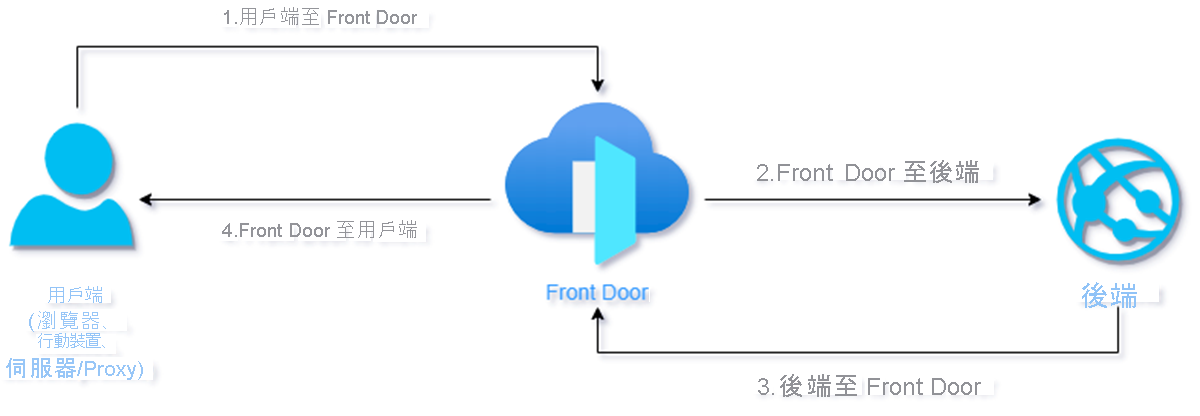 1.用戶端至 Front Door
2.Front Door 至後端
4.Front Door 至用戶端
用戶端
(瀏覽器、
行動裝置、
伺服器/Proxy)
Front Door
後端
3.後端至 Front Door